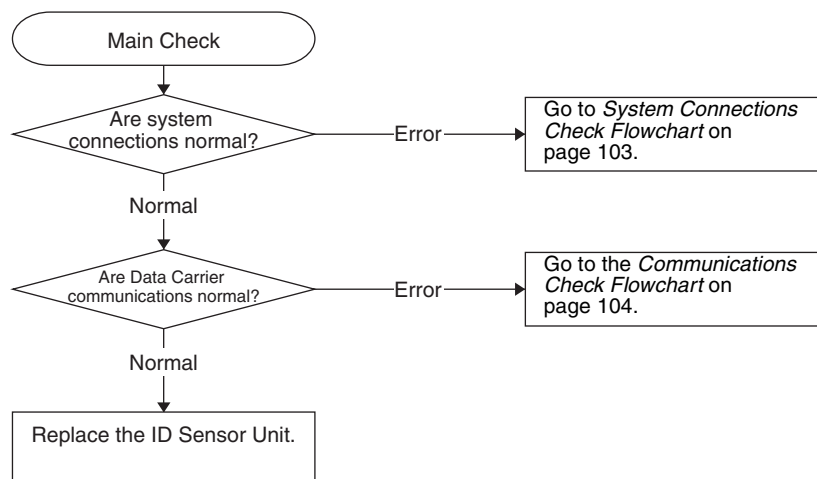 Main Check
Are system
connections normal?
Error
Go to System Connections
Check Flowchart on
page 103.
Normal
Are Data Carrier
communications normal?
Error
Go to the Communications
Check Flowchart on
page 104.
Normal
Replace the ID Sensor Unit.